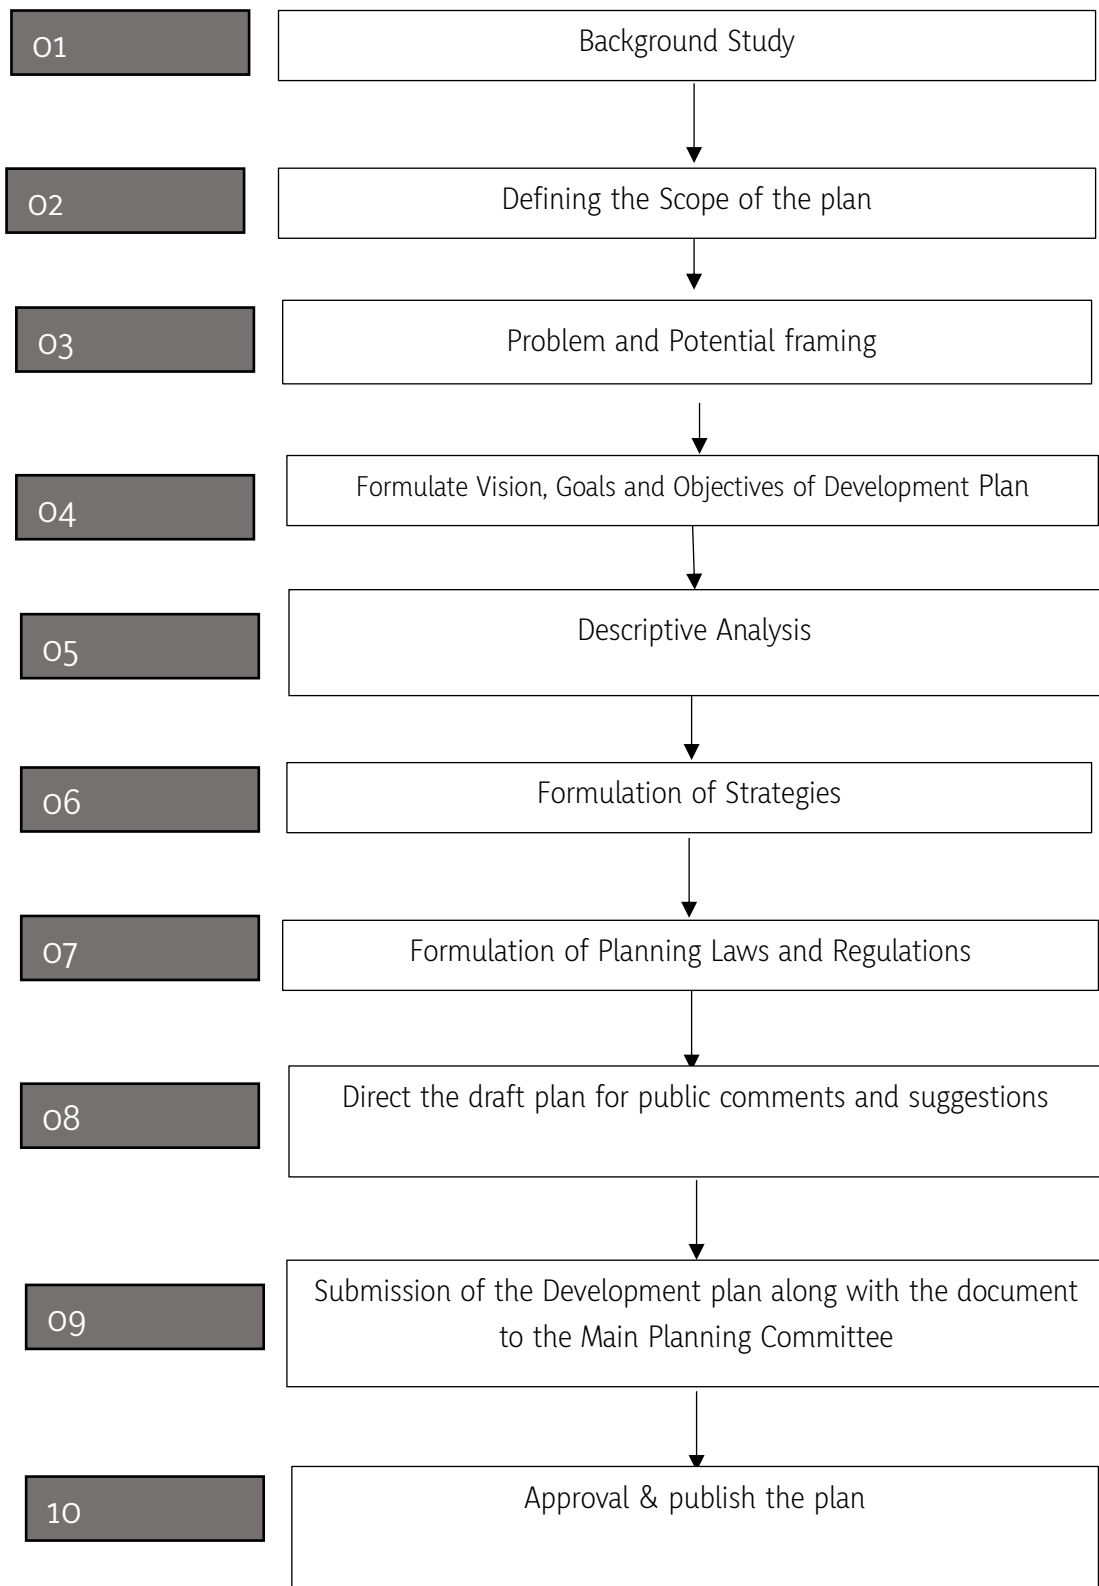 01
Background Study
02
Defining the Scope of the plan
03
Problem and Potential framing
04
Formulate Vision, Goals and Objectives of Development Plan
05
Descriptive Analysis
06
Formulation of Strategies
07
Formulation of Planning Laws and Regulations
08
Direct the draft plan for public comments and suggestions
09
Submission of the Development plan along with the document
to the Main Planning Committee
10
Approval & publish the plan